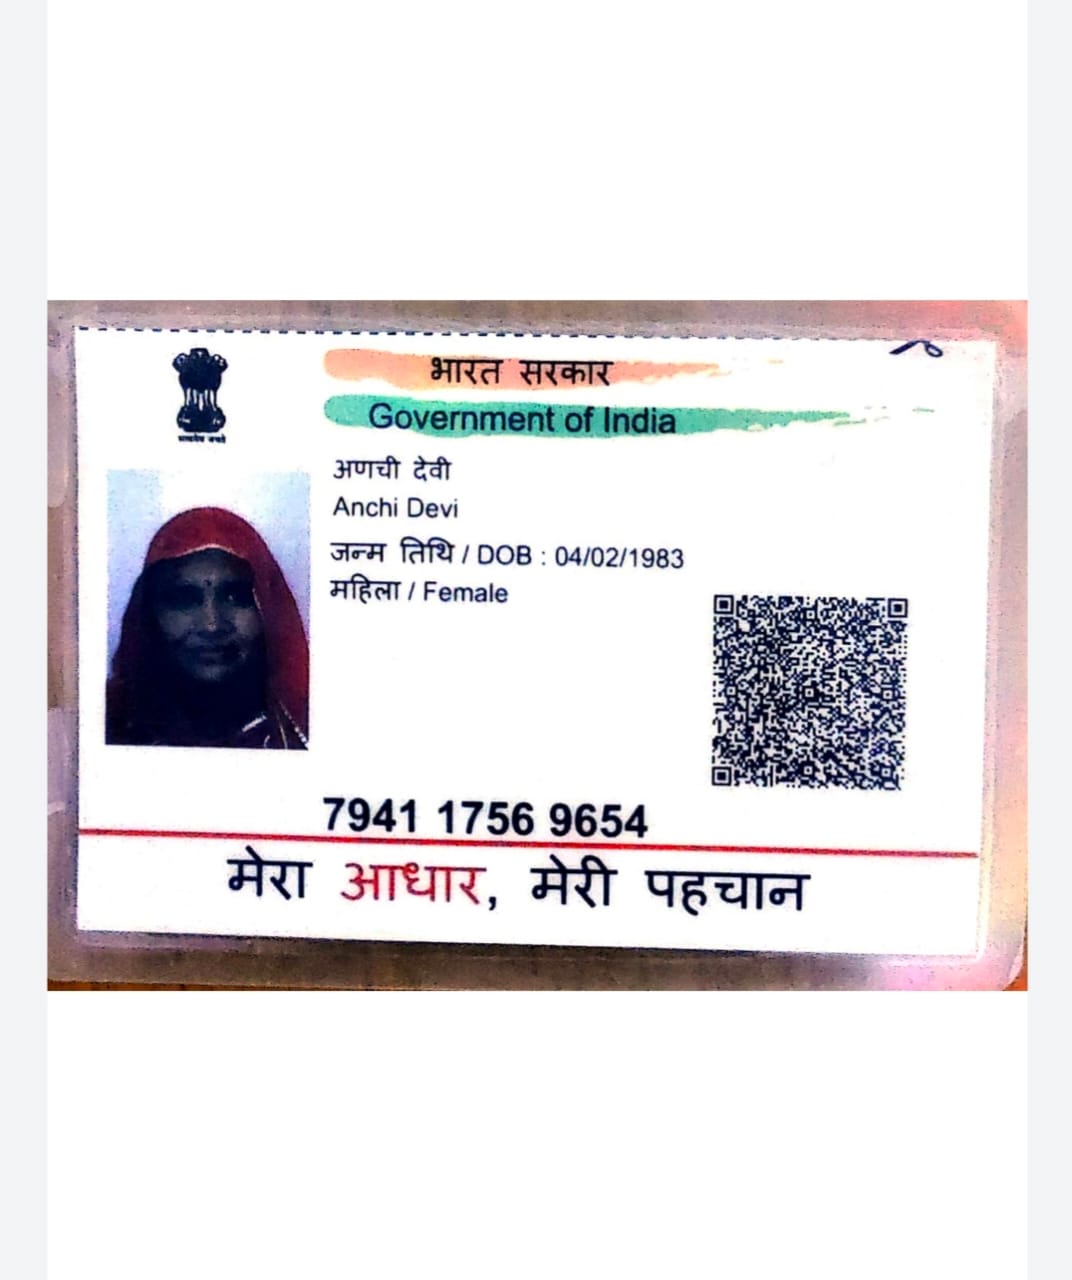 भारत सरकार
Government of India
सत्यमेव जयते
अणची देवी
Anchi Devi
जन्म तिथि / DOB : 04/02/1983
महिला / Female
7941 1756 9654
मेरा आधार, मेरी पहचान